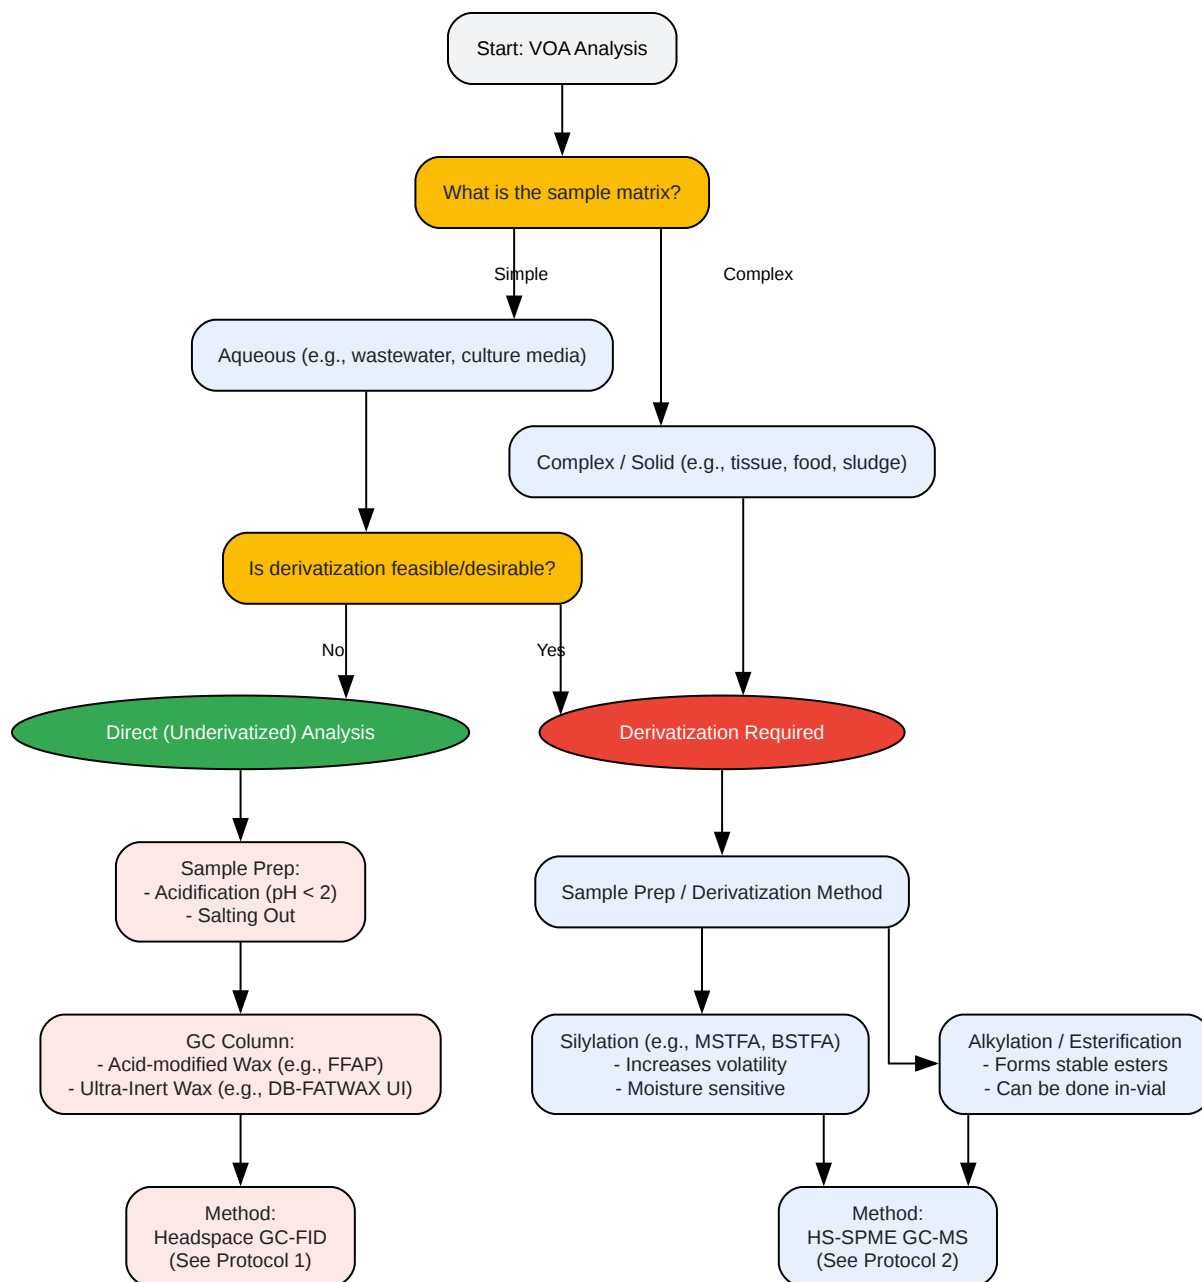 Start: VOA Analysis
What is the sample matrix?
Simple
Complex
Aqueous (e.g., wastewater, culture media)
Complex / Solid (e.g., tissue, food, sludge)
Is derivatization feasible/desirable?
No
Yes
Direct (Underivatized) Analysis
Derivatization Required
Sample Prep:
- Acidification (pH < 2)
- Salting Out
Sample Prep / Derivatization Method
GC Column:
- Acid-modified Wax (e.g., FFAP)
- Ultra-Inert Wax (e.g., DB-FATWAX UI)
Silylation (e.g., MSTFA, BSTFA)
- Increases volatility
- Moisture sensitive
Alkylation / Esterification
- Forms stable esters
- Can be done in-vial
Method:
Headspace GC-FID
(See Protocol 1)
Method:
HS-SPME GC-MS
(See Protocol 2)